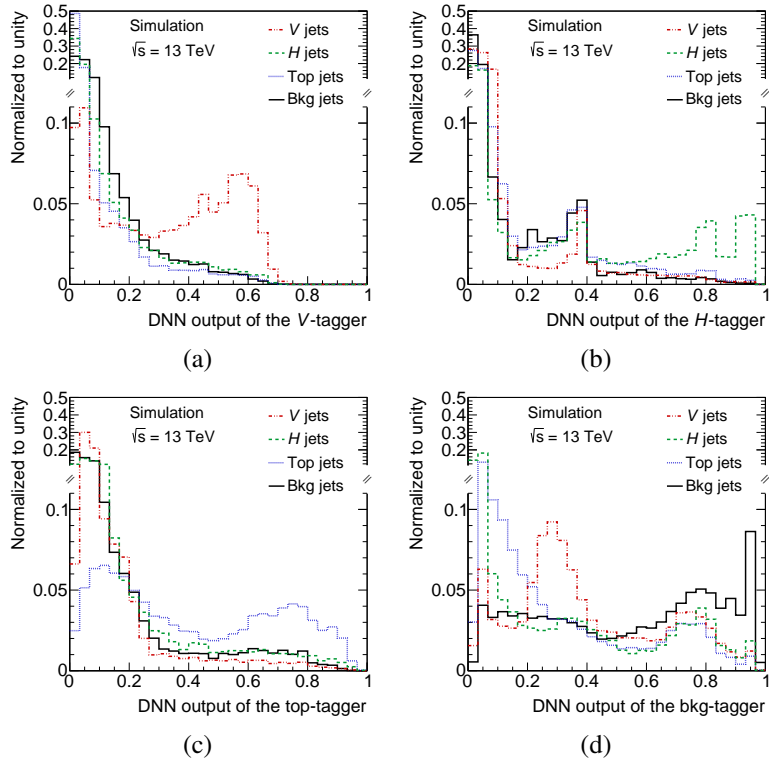 Normalized to unity
0.5
0.4
0.3
0.2
0.1
0.05
0
Simulation
√s = 13 TeV
V jets
H jets
Top jets
Bkg jets
0 0.2 0.4 0.6 0.8 1
DNN output of the V-tagger
(a)
Normalized to unity
0.5
0.4
0.3
0.2
0.1
0.05
0
Simulation
√s = 13 TeV
V jets
H jets
Top jets
Bkg jets
0 0.2 0.4 0.6 0.8 1
DNN output of the H-tagger
(b)
Normalized to unity
0.5
0.4
0.3
0.2
0.1
0.05
0
Simulation
√s = 13 TeV
V jets
H jets
Top jets
Bkg jets
0 0.2 0.4 0.6 0.8 1
DNN output of the top-tagger
(c)
Normalized to unity
0.5
0.4
0.3
0.2
0.1
0.05
0
Simulation
√s = 13 TeV
V jets
H jets
Top jets
Bkg jets
0 0.2 0.4 0.6 0.8 1
DNN output of the bkg-tagger
(d)